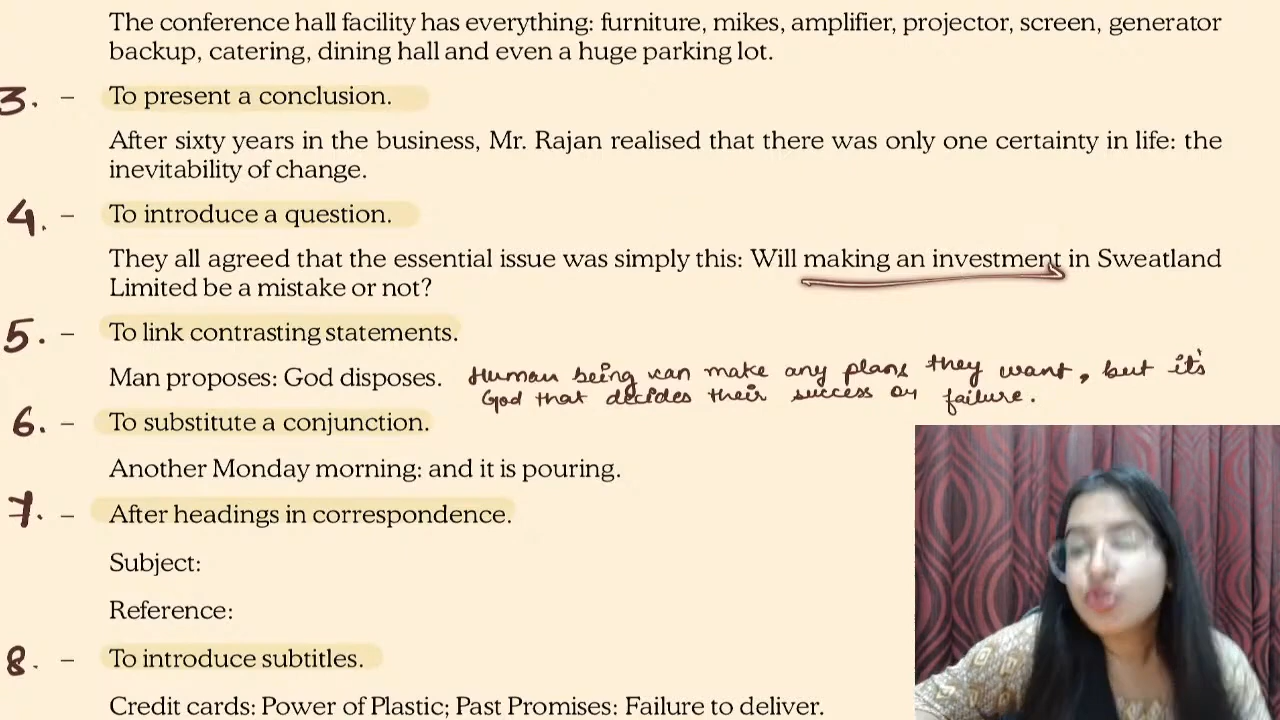 The conference hall facility has everything: furniture, mikes, amplifier, projector, screen, generator
backup, catering, dining hall and even a huge parking lot.
3. – To present a conclusion.
After sixty years in the business, Mr. Rajan realised that there was only one certainty in life: the
inevitability of change.
4. – To introduce a question.
They all agreed that the essential issue was simply this: Will making an investment in Sweatland
Limited be a mistake or not?
5. – To link contrasting statements.
Man proposes: God disposes. Human being can make any plans they want, but it's
God that decides their success or failure.
6. – To substitute a conjunction.
Another Monday morning: and it is pouring.
7. – After headings in correspondence.
Subject:
Reference:
8. – To introduce subtitles.
Credit cards: Power of Plastic; Past Promises: Failure to deliver.